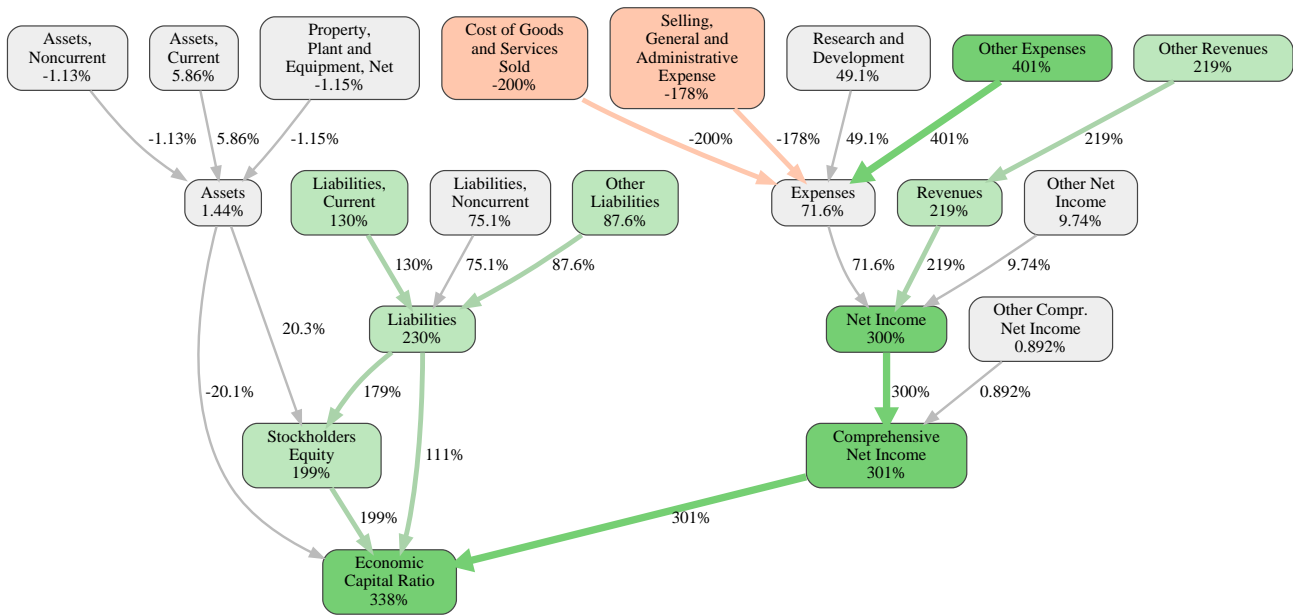 Assets,
Noncurrent
-1.13%
Assets,
Current
5.86%
Property,
Plant and
Equipment, Net
-1.15%
Cost of Goods
and Services
Sold
-200%
Selling,
General and
Administrative
Expense
-178%
Research and
Development
49.1%
Other Expenses
401%
Other Revenues
219%
-1.13%
5.86%
-1.15%
-200%
-178%
49.1%
401%
219%
Assets
1.44%
Liabilities,
Current
130%
Liabilities,
Noncurrent
75.1%
Other
Liabilities
87.6%
Expenses
71.6%
Revenues
219%
Other Net
Income
9.74%
130%
75.1%
87.6%
71.6%
219%
9.74%
20.3%
Liabilities
230%
Net Income
300%
Other Compr.
Net Income
0.892%
-20.1%
179%
300%
0.892%
Stockholders
Equity
199%
111%
Comprehensive
Net Income
301%
199%
301%
Economic
Capital Ratio
338%